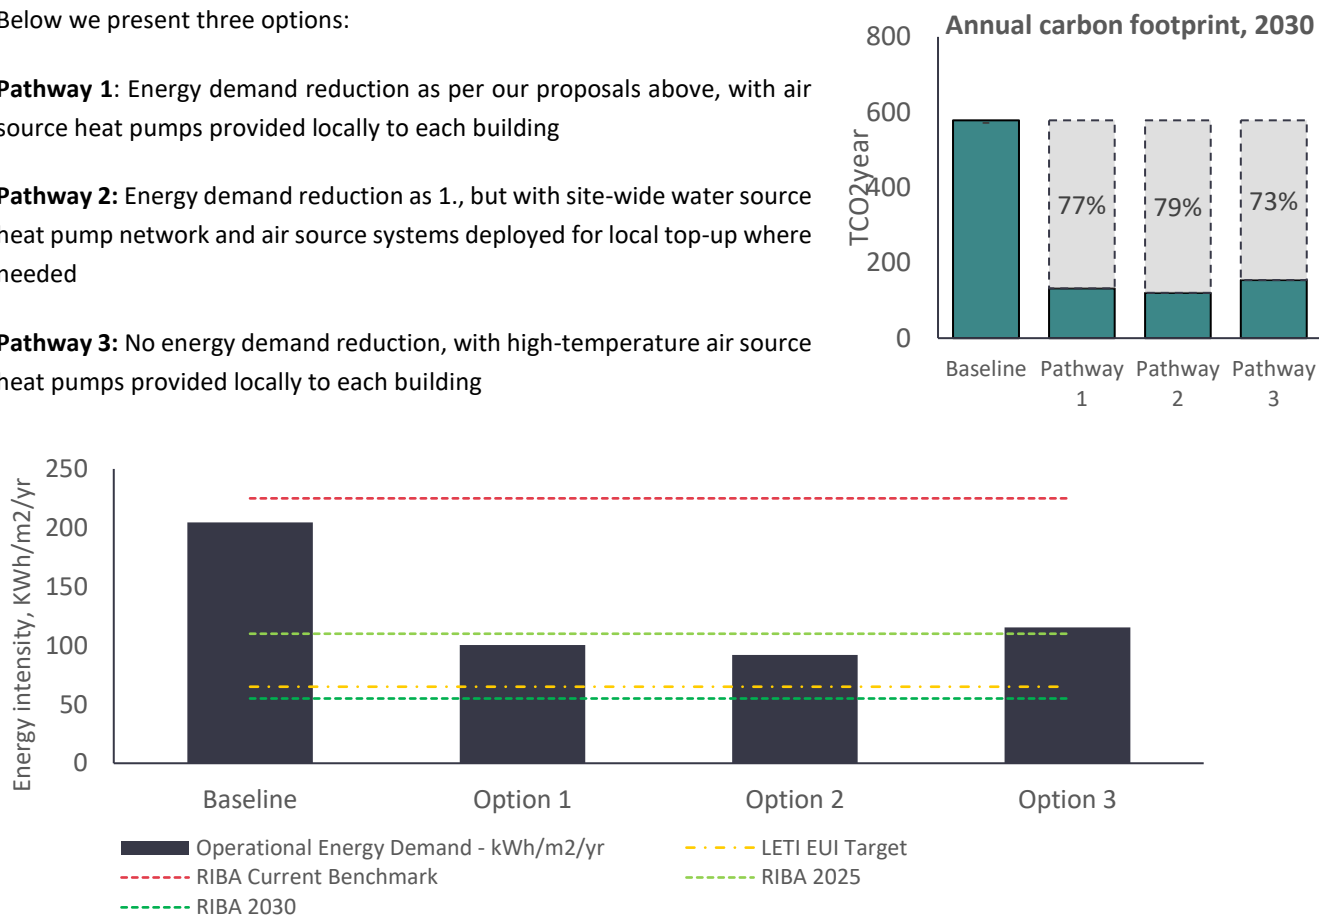 Below we present three options:
Pathway 1: Energy demand reduction as per our proposals above, with air
source heat pumps provided locally to each building
Pathway 2: Energy demand reduction as 1., but with site-wide water source
heat pump network and air source systems deployed for local top-up where
needed
Pathway 3: No energy demand reduction, with high-temperature air source
heat pumps provided locally to each building
Annual carbon footprint, 2030
TCO2year
800
600
400
200
0
77%
79%
73%
Baseline
Pathway 1
Pathway 2
Pathway 3
Energy intensity, KWh/m2/yr
250
200
150
100
50
0
Baseline
Option 1
Option 2
Option 3
Operational Energy Demand - kWh/m2/yr
LETI EUI Target
RIBA Current Benchmark
RIBA 2025
RIBA 2030